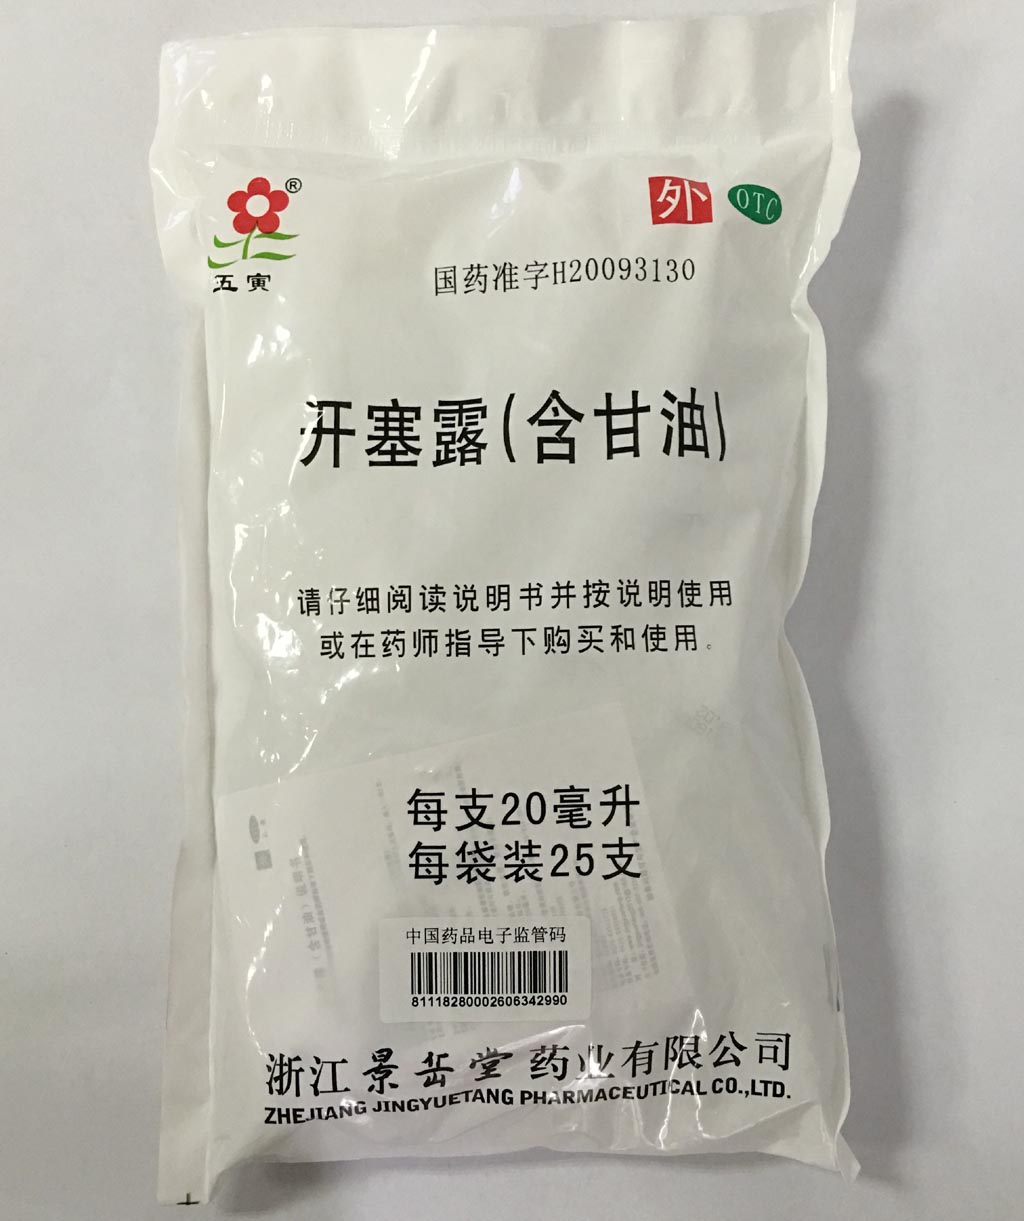 ®
五寅
外
OTC
国药准字H20093130
开塞露(含甘油)
请仔细阅读说明书并按说明使用
或在药师指导下购买和使用。
每支20毫升
每袋装25支
中国药品电子监管码
81118280002606342990
浙江景岳堂药业有限公司
ZHEJIANG JINGYUETANG PHARMACEUTICAL CO.,LTD.